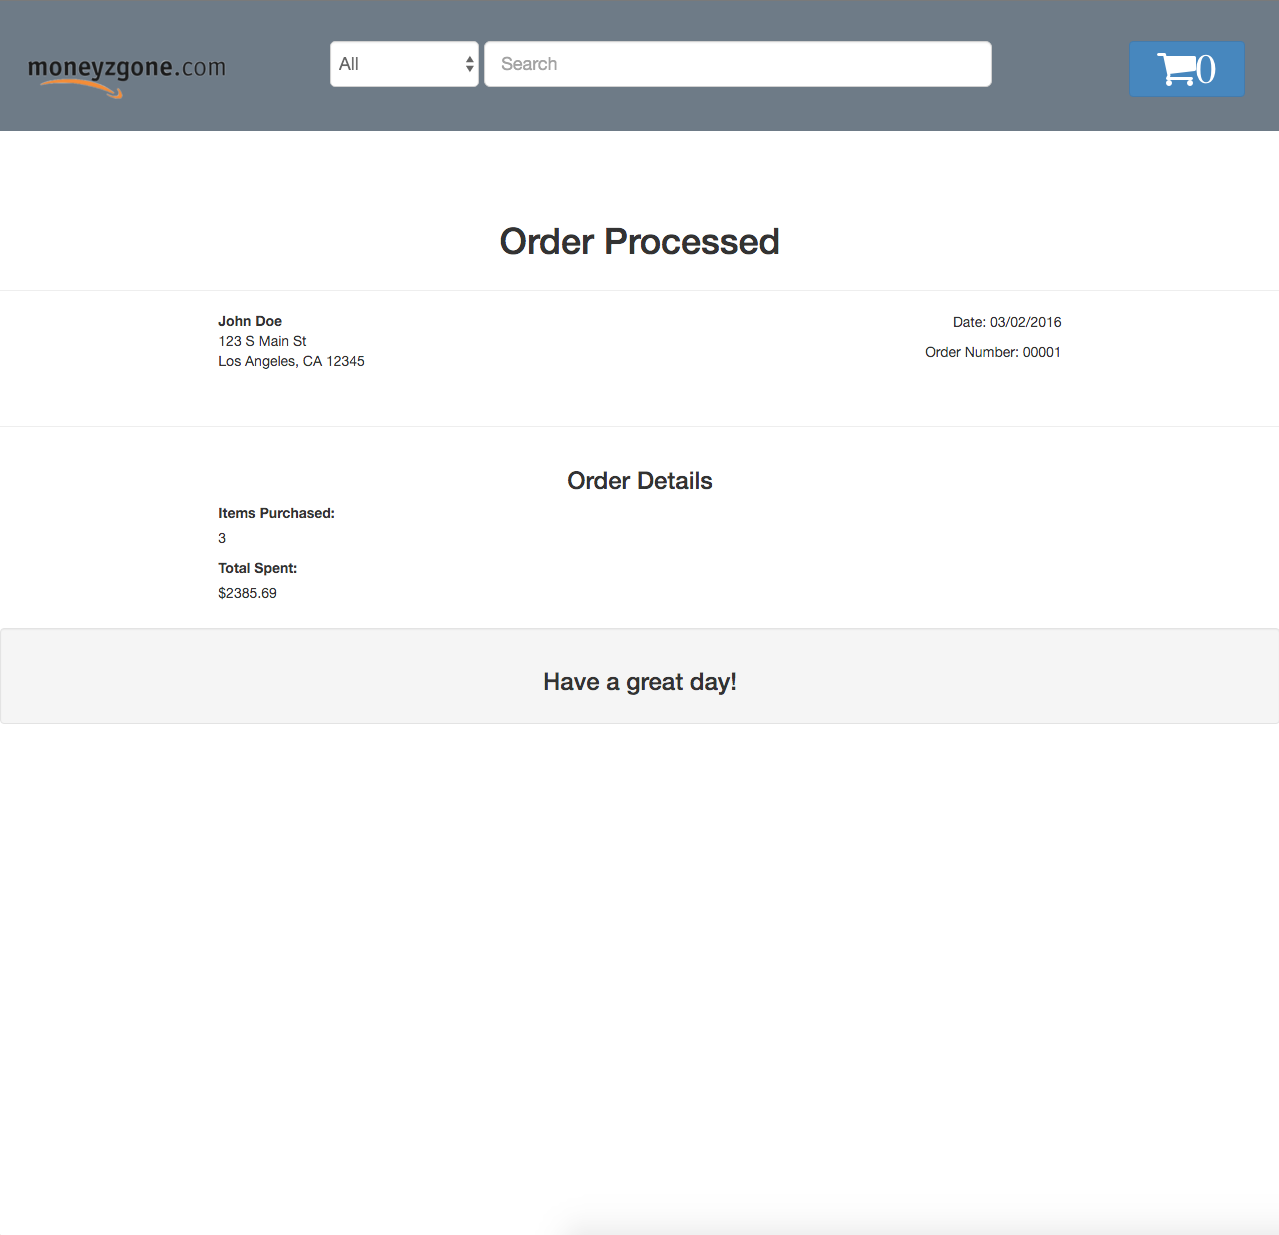 moneyzgone.com
All
Search
0
Order Processed
John Doe
123 S Main St
Los Angeles, CA 12345
Date: 03/02/2016
Order Number: 00001
Order Details
Items Purchased:
3
Total Spent:
$2385.69
Have a great day!